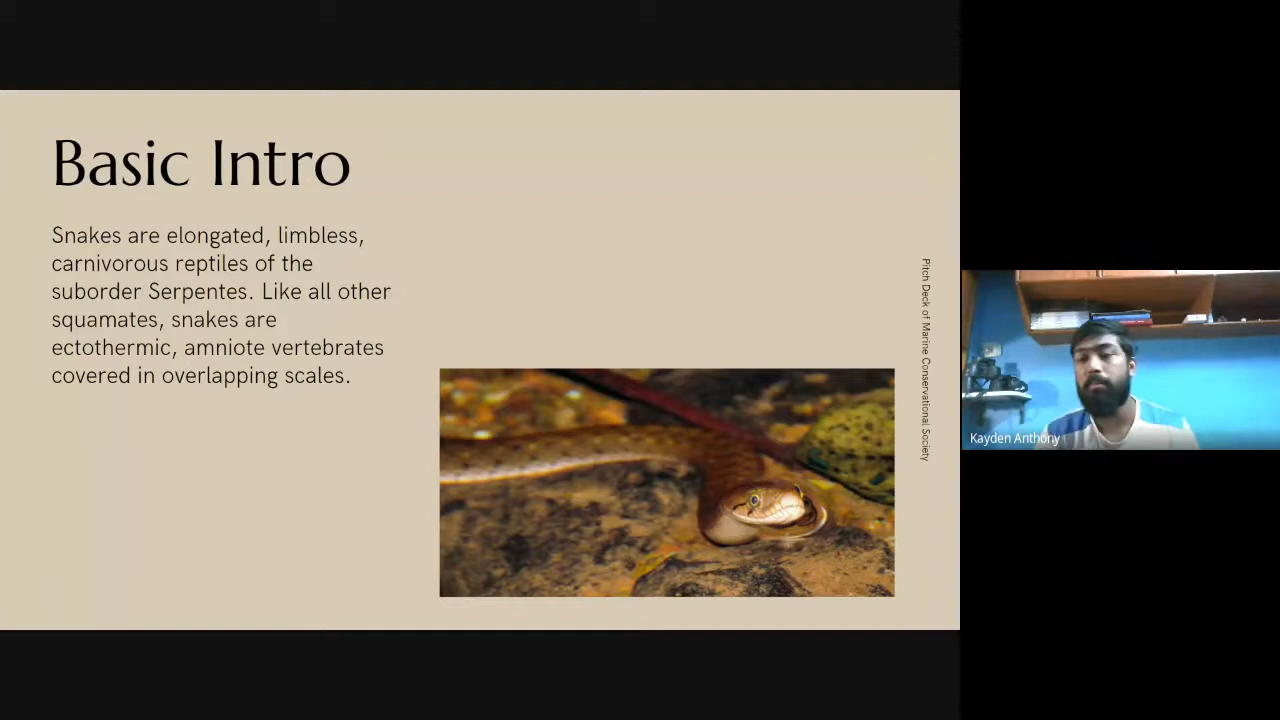 Basic Intro
Snakes are elongated, limbless,
carnivorous reptiles of the
suborder Serpentes. Like all other
squamates, snakes are
ectothermic, amniote vertebrates
covered in overlapping scales.
Pitch Deck of Marine Conservational Society
Kayden Anthony